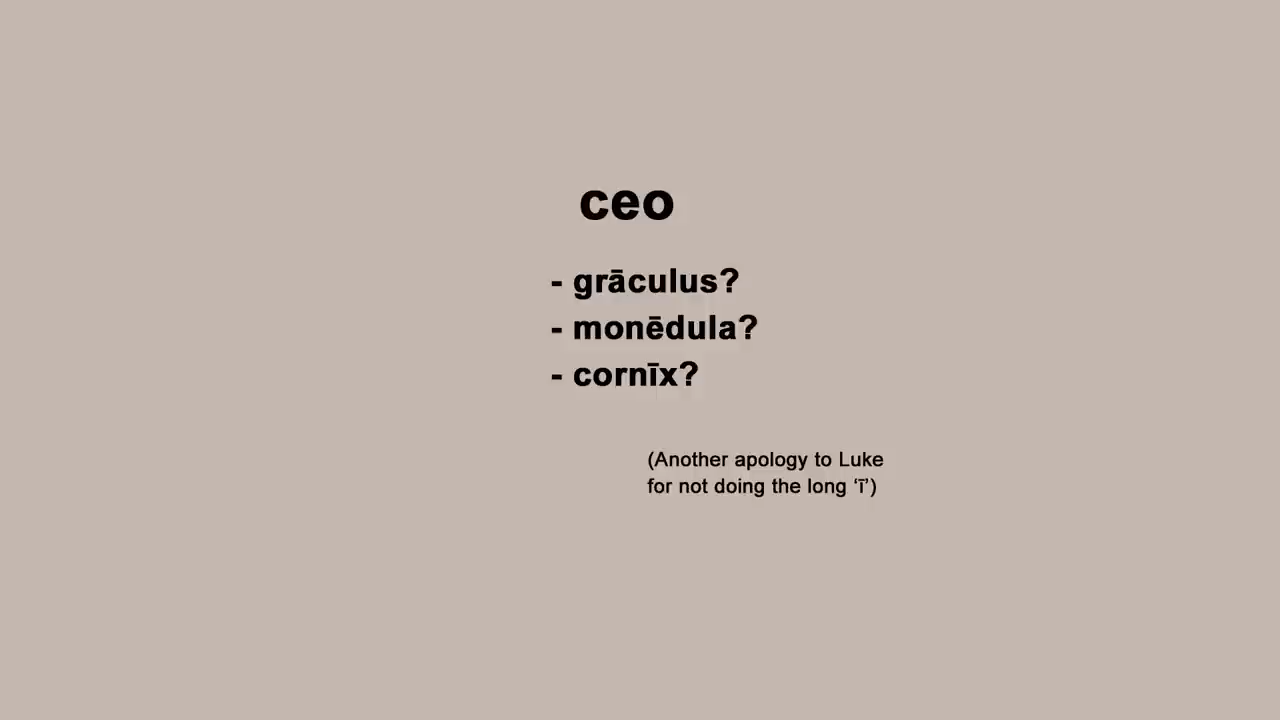 ceo
- grāculus?
- monēdula?
- cornīx?
(Another apology to Luke
for not doing the long ‘ī’)